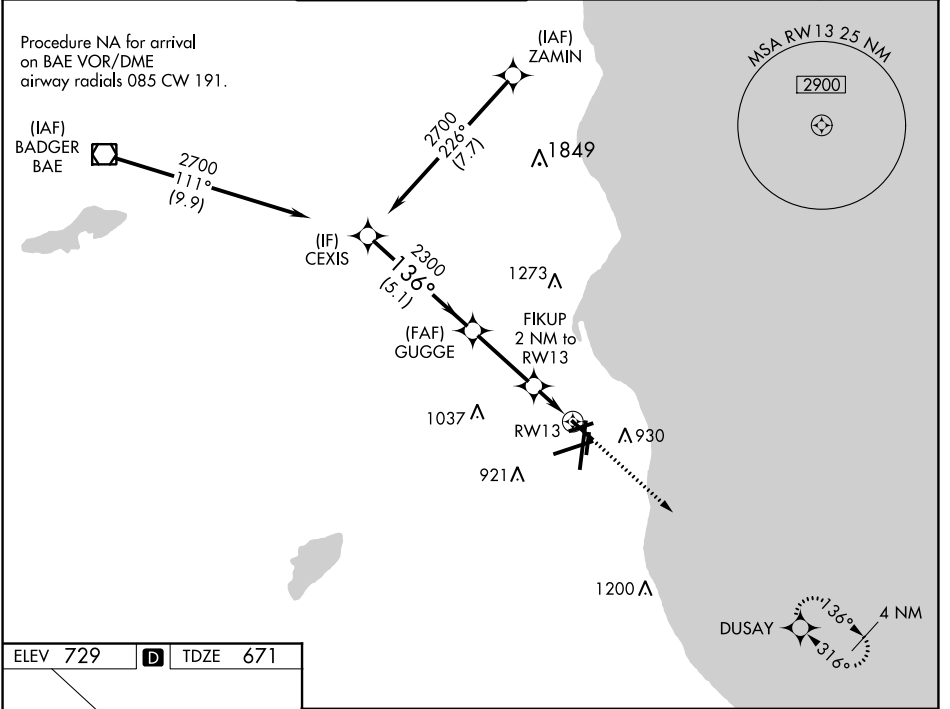 Procedure NA for arrival
on BAE VOR/DME
airway radials 085 CW 191.
(IAF)
ZAMIN
MSA RW13 25 NM
2900
(IAF)
BADGER
BAE
2700
111°
(9.9)
2700
226°
(7.7)
1849
(IF)
CEXIS
2300
136°
(5.1)
1273
(FAF)
GUGGE
FIKUP
2 NM to
RW13
1037
RW13
930
921
1200
DUSAY
136°
4 NM
316°
ELEV 729
D
TDZE 671